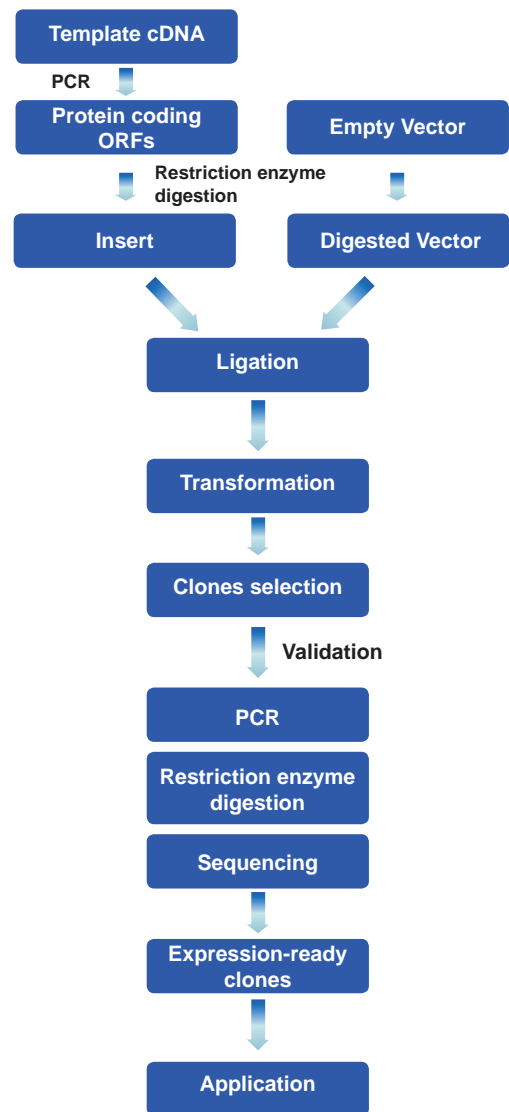 Template cDNA
PCR
Protein coding
ORFs
Empty Vector
Restriction enzyme
digestion
Insert
Digested Vector
Ligation
Transformation
Clones selection
Validation
PCR
Restriction enzyme
digestion
Sequencing
Expression-ready
clones
Application